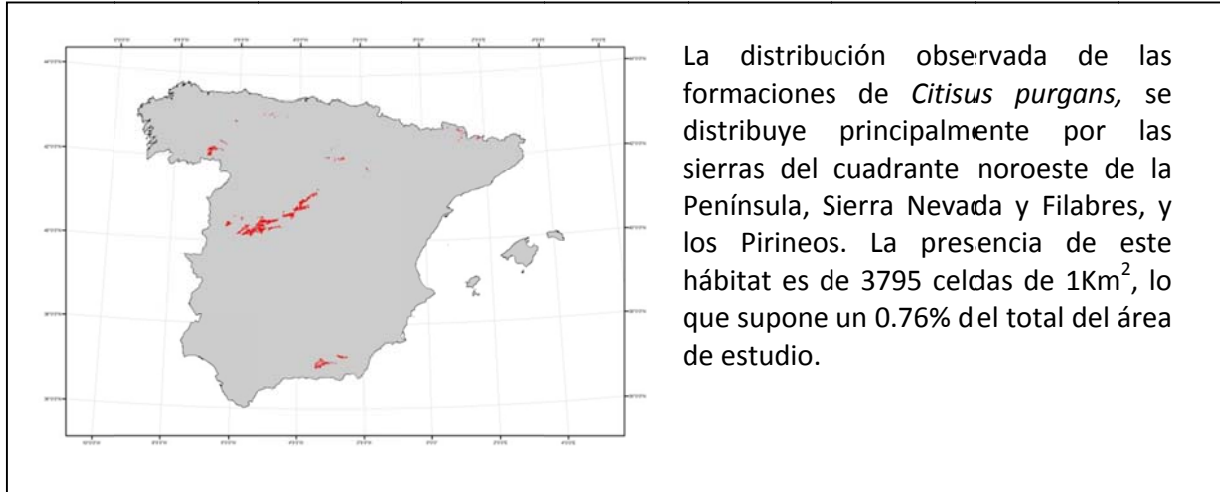 La distribución observada de las
formaciones de Citisus purgans, se
distribuye principalmente por las
sierras del cuadrante noroeste de la
Península, Sierra Nevada y Filabres, y
los Pirineos. La presencia de este
hábitat es de 3795 celdas de 1Km², lo
que supone un 0.76% del total del área
de estudio.